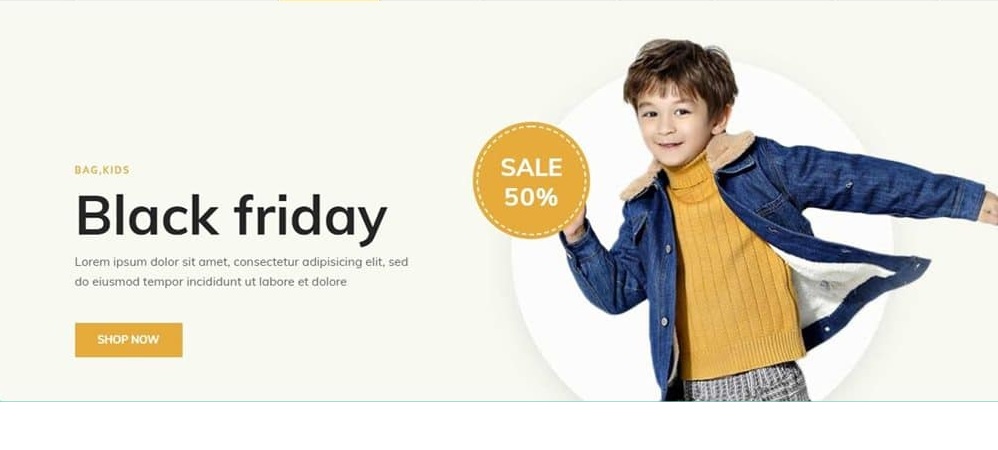 BAG,KIDS
Black friday
Lorem ipsum dolor sit amet, consectetur adipisicing elit, sed
do eiusmod tempor incididunt ut labore et dolore
SHOP NOW
SALE
50%